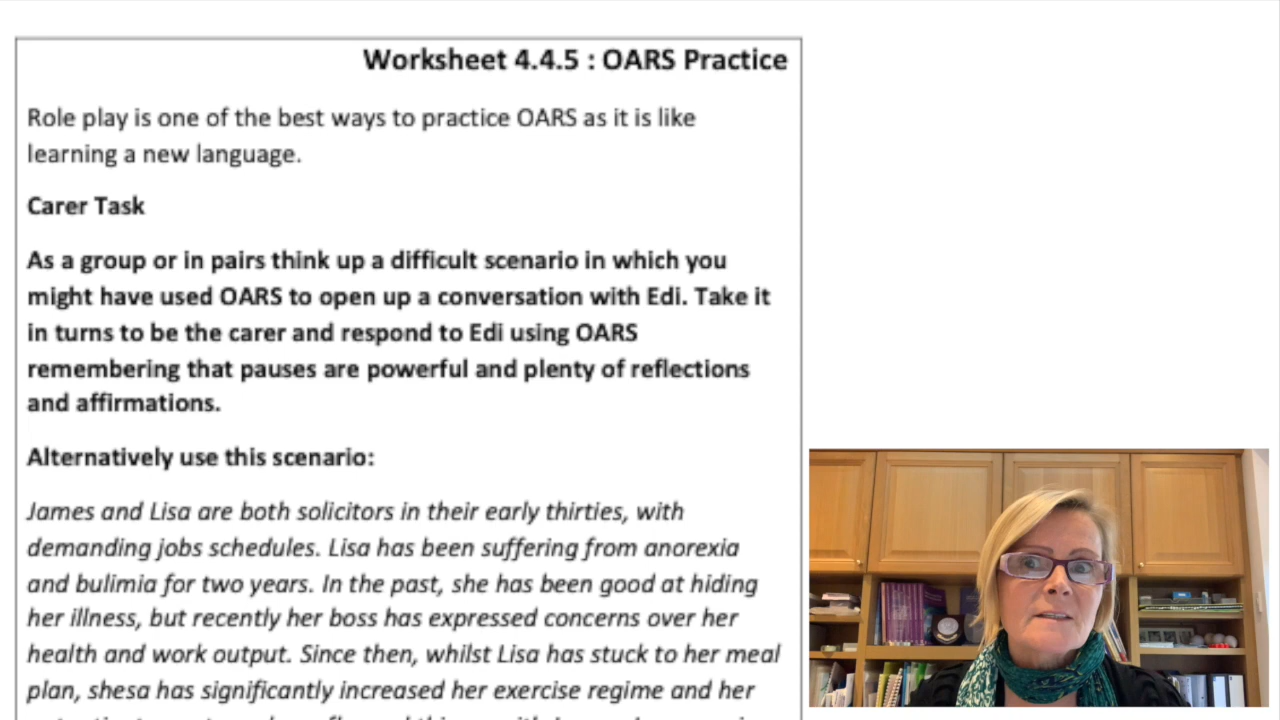 Worksheet 4.4.5 : OARS Practice
Role play is one of the best ways to practice OARS as it is like
learning a new language.
Carer Task
As a group or in pairs think up a difficult scenario in which you
might have used OARS to open up a conversation with Edi. Take it
in turns to be the carer and respond to Edi using OARS
remembering that pauses are powerful and plenty of reflections
and affirmations.
Alternatively use this scenario:
James and Lisa are both solicitors in their early thirties, with
demanding jobs schedules. Lisa has been suffering from anorexia
and bulimia for two years. In the past, she has been good at hiding
her illness, but recently her boss has expressed concerns over her
health and work output. Since then, whilst Lisa has stuck to her meal
plan, shesa has significantly increased her exercise regime and her